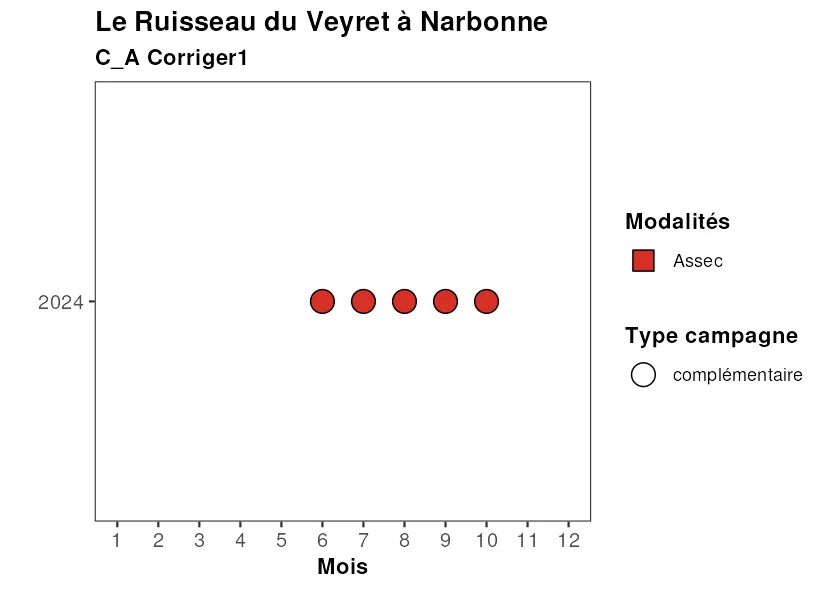 Le Ruisseau du Veyret à Narbonne
C_A Corriger1
Modalités
Assec
2024
Type campagne
complémentaire
1 2 3 4 5 6 7 8 9 10 11 12
Mois